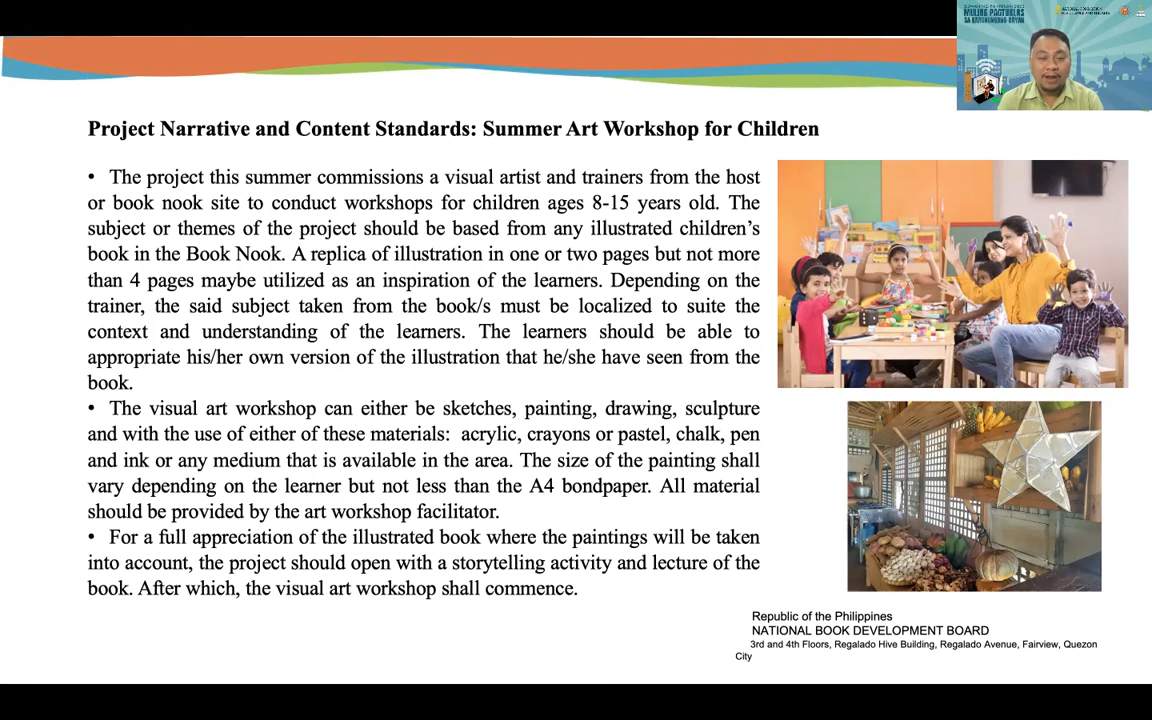 MULING PAGTUKLAS
Project Narrative and Content Standards: Summer Art Workshop for Children
• The project this summer commissions a visual artist and trainers from the host
or book nook site to conduct workshops for children ages 8-15 years old. The
subject or themes of the project should be based from any illustrated children's
book in the Book Nook. A replica of illustration in one or two pages but not more
than 4 pages maybe utilized as an inspiration of the learners. Depending on the
trainer, the said subject taken from the book/s must be localized to suite the
context and understanding of the learners. The learners should be able to
appropriate his/her own version of the illustration that he/she have seen from the
book.
• The visual art workshop can either be sketches, painting, drawing, sculpture
and with the use of either of these materials: acrylic, crayons or pastel, chalk, pen
and ink or any medium that is available in the area. The size of the painting shall
vary depending on the learner but not less than the A4 bondpaper. All material
should be provided by the art workshop facilitator.
• For a full appreciation of the illustrated book where the paintings will be taken
into account, the project should open with a storytelling activity and lecture of the
book. After which, the visual art workshop shall commence.
Republic of the Philippines
NATIONAL BOOK DEVELOPMENT BOARD
3rd and 4th Floors, Regalado Hive Building, Regalado Avenue, Fairview, Quezon
City